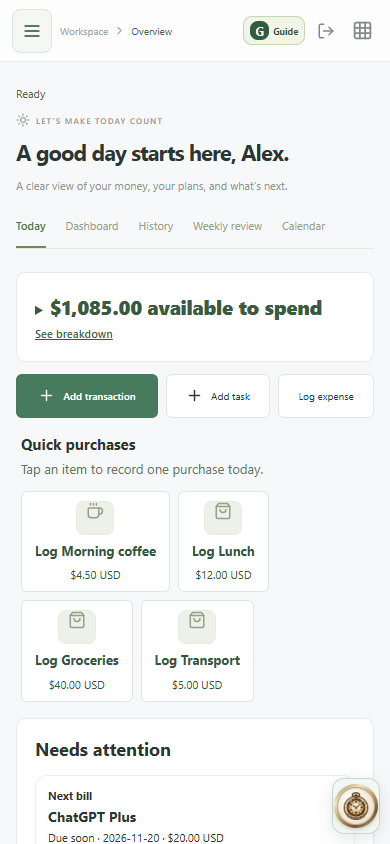 Workspace > Overview
G Guide
Ready
LET'S MAKE TODAY COUNT
A good day starts here, Alex.
A clear view of your money, your plans, and what's next.
Today Dashboard History Weekly review Calendar
$1,085.00 available to spend
See breakdown
+ Add transaction
+ Add task
Log expense
Quick purchases
Tap an item to record one purchase today.
Log Morning coffee
$4.50 USD
Log Lunch
$12.00 USD
Log Groceries
$40.00 USD
Log Transport
$5.00 USD
Needs attention
Next bill
ChatGPT Plus
Due soon · 2026-11-20 · $20.00 USD